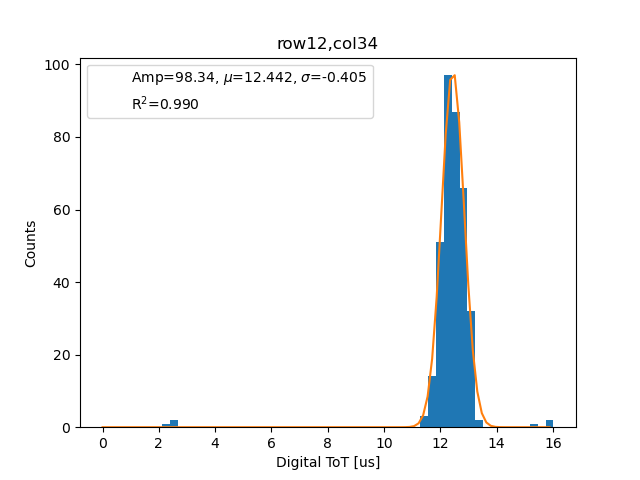 row12,col34
Amp=98.34, μ=12.442, σ=-0.405
R²=0.990
100
80
60
40
20
0
Counts
0 2 4 6 8 10 12 14 16
Digital ToT [us]